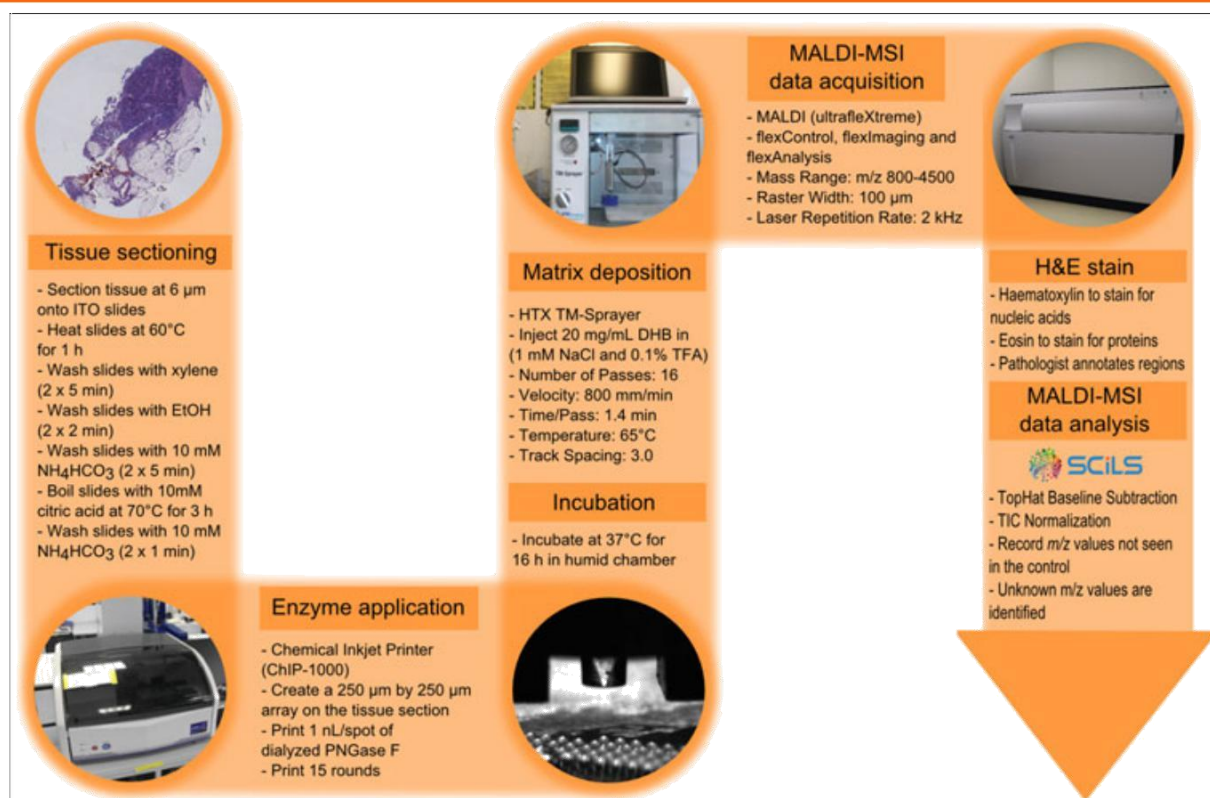 Tissue sectioning
- Section tissue at 6 µm
onto ITO slides
- Heat slides at 60°C
for 1 h
- Wash slides with xylene
(2 x 5 min)
- Wash slides with EtOH
(2 x 2 min)
- Wash slides with 10 mM
NH4HCO3 (2 x 5 min)
- Boil slides with 10mM
citric acid at 70°C for 3 h
- Wash slides with 10 mM
NH4HCO3 (2 x 1 min)
Enzyme application
- Chemical Inkjet Printer
(ChIP-1000)
- Create a 250 µm by 250 µm
array on the tissue section
- Print 1 nL/spot of
dialyzed PNGase F
- Print 15 rounds
Incubation
- Incubate at 37°C for
16 h in humid chamber
Matrix deposition
- HTX TM-Sprayer
- Inject 20 mg/mL DHB in
(1 mM NaCl and 0.1% TFA)
- Number of Passes: 16
- Velocity: 800 mm/min
- Time/Pass: 1.4 min
- Temperature: 65°C
- Track Spacing: 3.0
TM Sprayer
MALDI-MSI
data acquisition
- MALDI (ultrafleXtreme)
- flexControl, flexImaging and
flexAnalysis
- Mass Range: m/z 800-4500
- Raster Width: 100 µm
- Laser Repetition Rate: 2 kHz
H&E stain
- Haematoxylin to stain for
nucleic acids
- Eosin to stain for proteins
- Pathologist annotates regions
MALDI-MSI
data analysis
SCiLS
- TopHat Baseline Subtraction
- TIC Normalization
- Record m/z values not seen
in the control
- Unknown m/z values are
identified